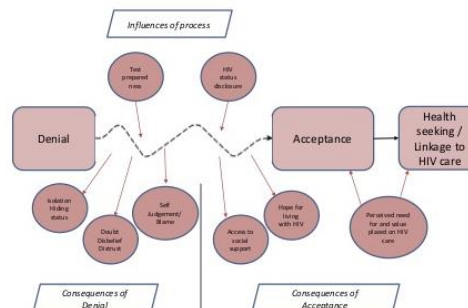 Influences of process
Test
prepared
ness
HIV
status
disclosure
Denial
Acceptance
Health
seeking /
Linkage to
HIV care
Isolation
Hiding
status
Doubt
Disbelief
Distrust
Self
Judgement/
Blame
Access to
social
support
Hope for
living
with HIV
Perceived need
for and value
placed on HIV
care
Consequences of
Denial
Consequences of
Acceptance